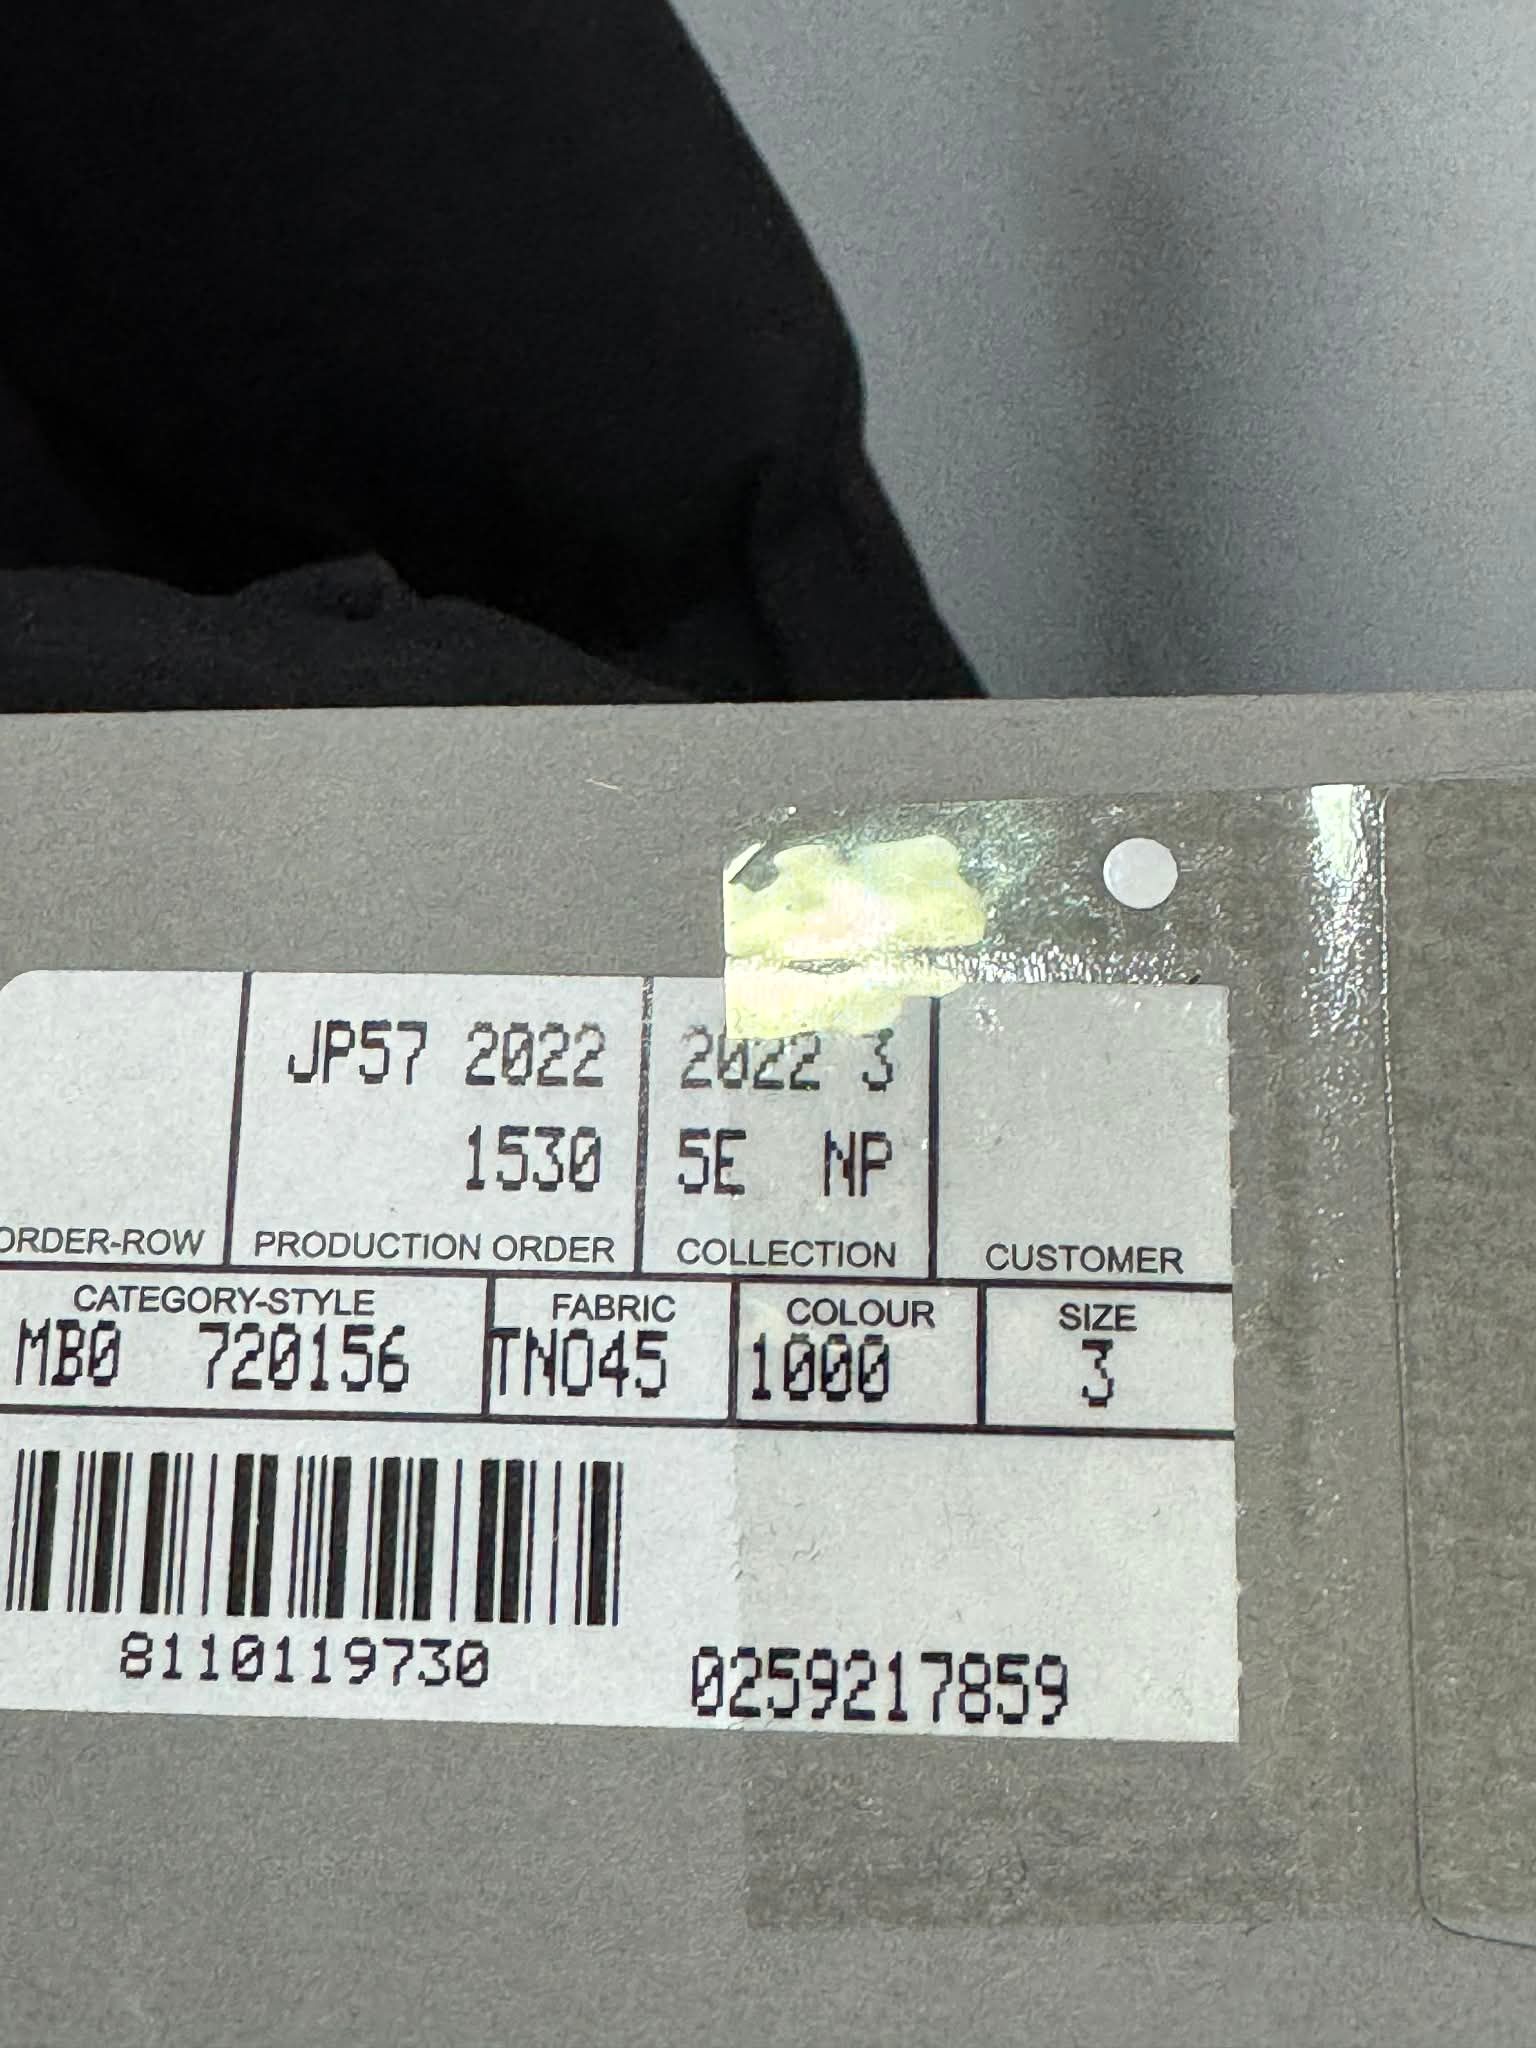 JP57 2022 2022 3
1530 5E NP
ORDER-ROW PRODUCTION ORDER COLLECTION CUSTOMER
CATEGORY-STYLE FABRIC COLOUR SIZE
MB0 720156 TNO45 1000 3
8110119730 0259217859